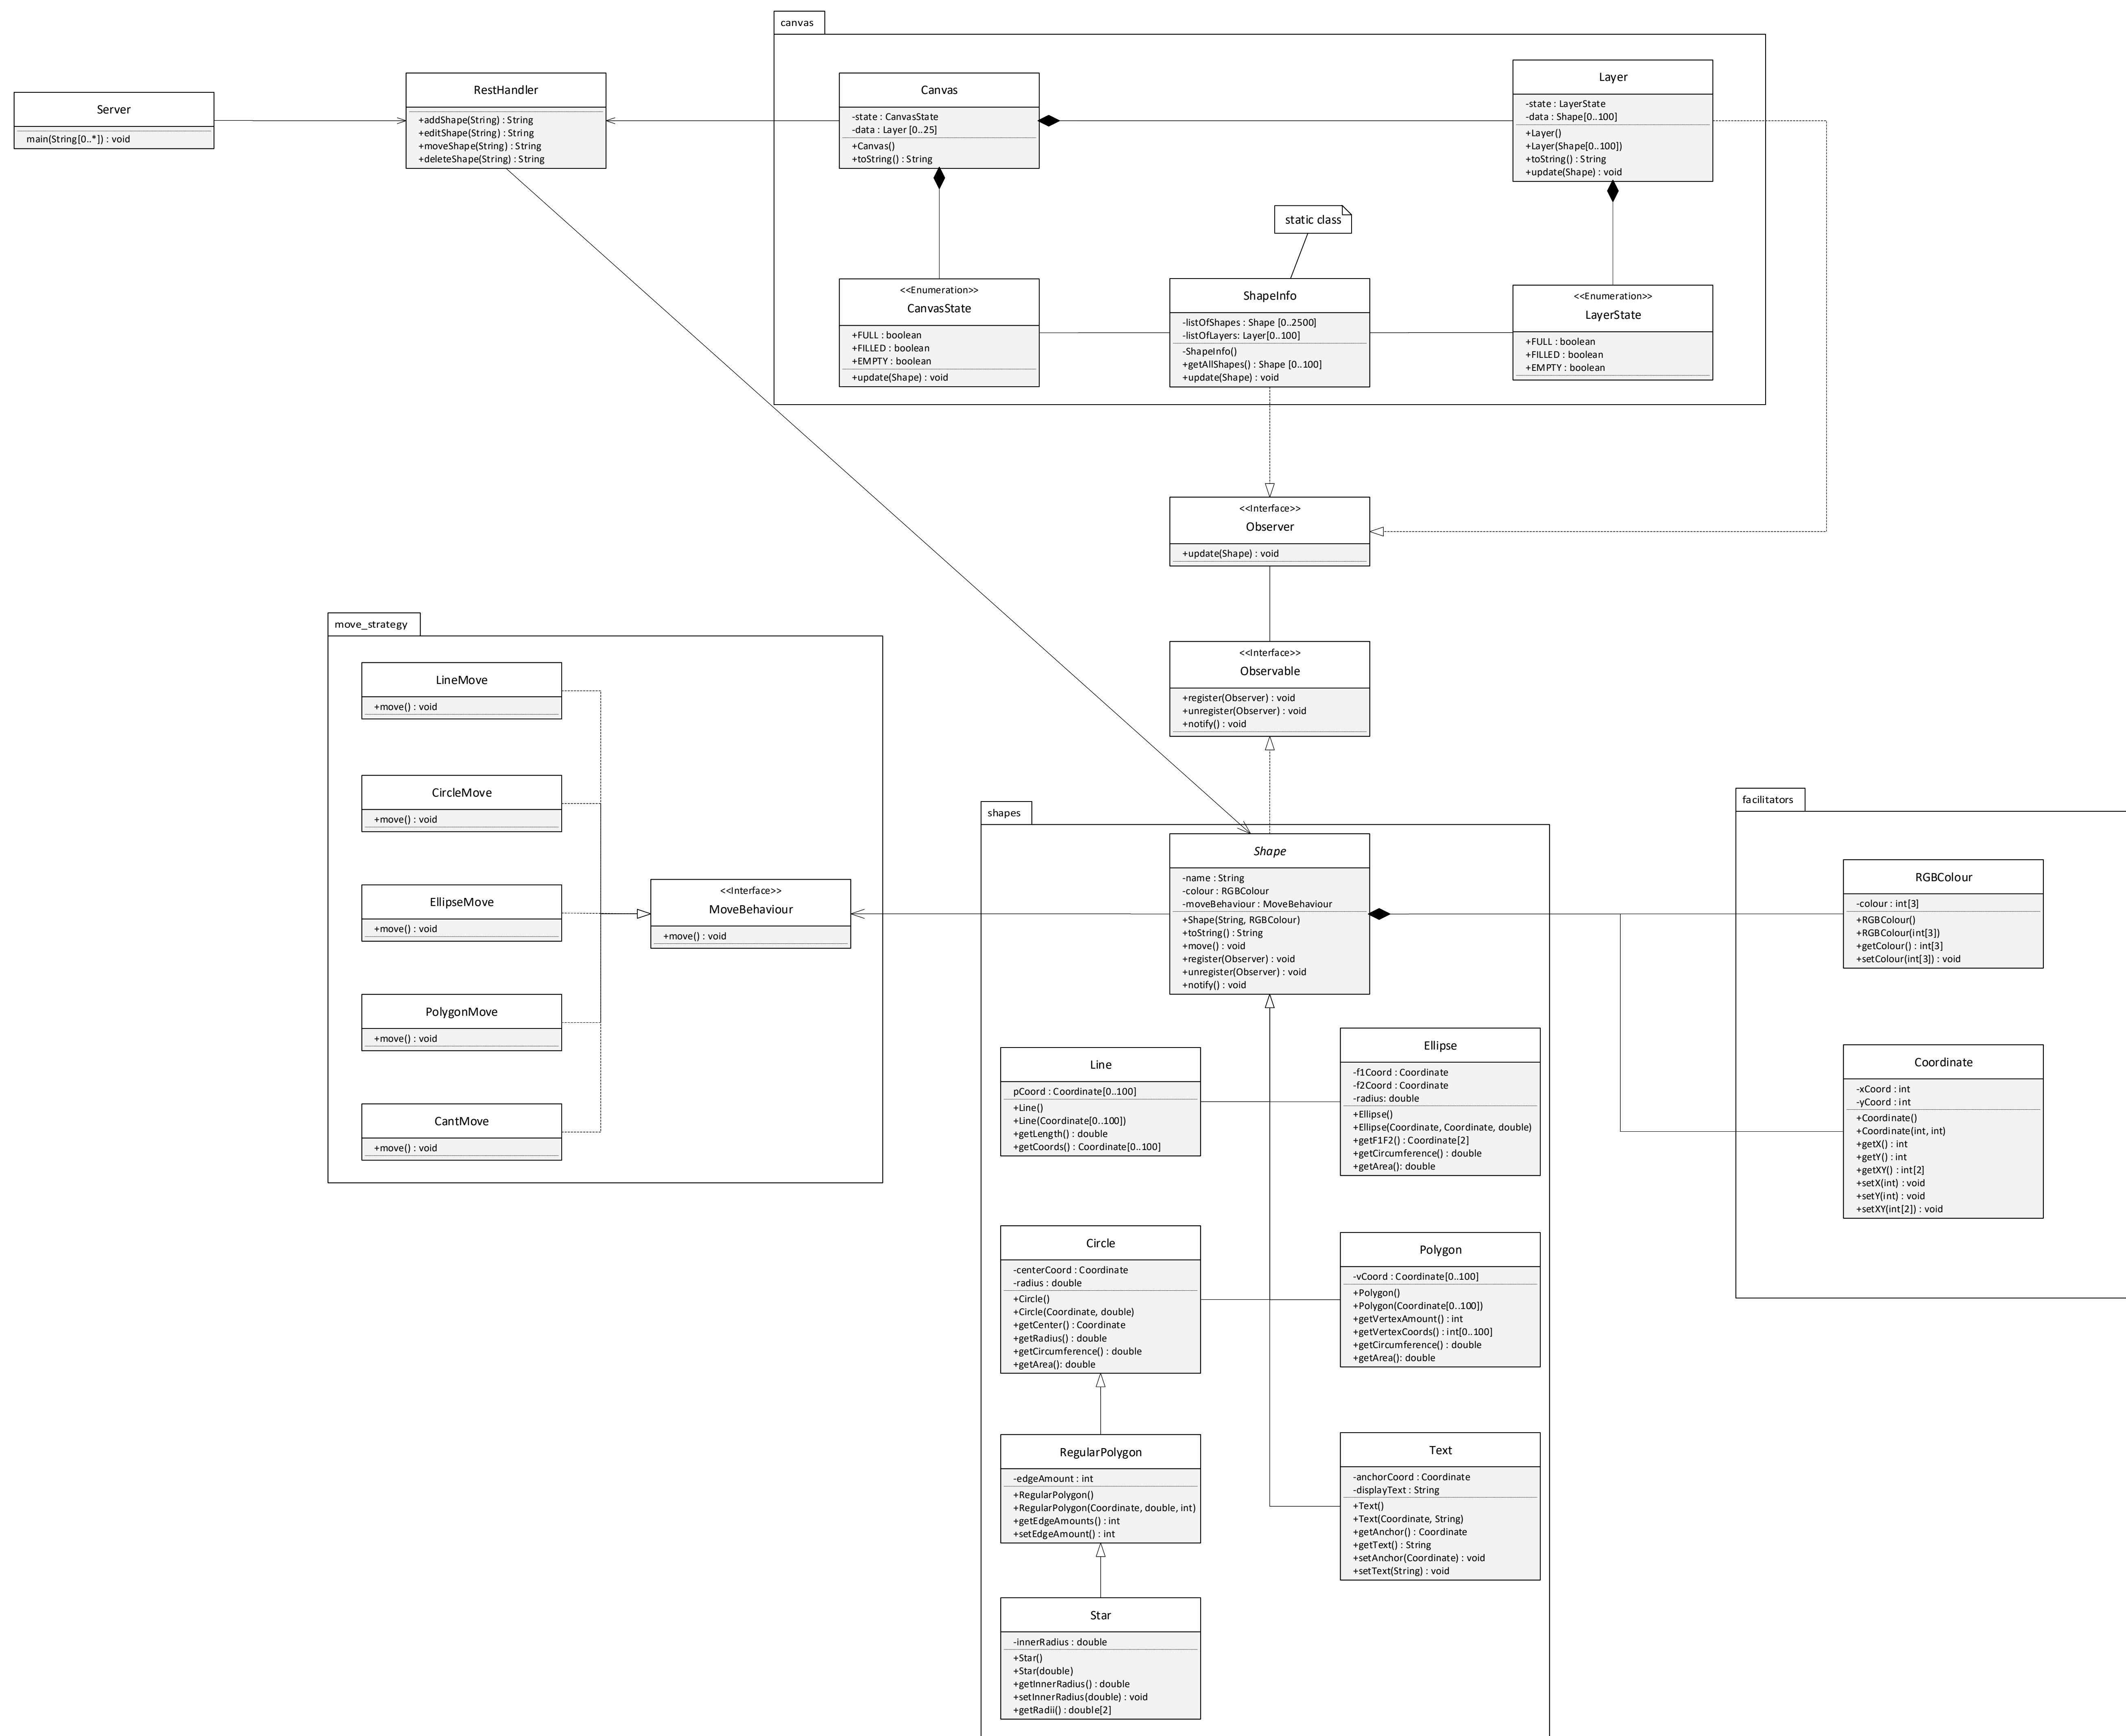 canvas
Server
main(String[0..*]) : void
RestHandler
+addShape(String) : String
+editShape(String) : String
+moveShape(String) : String
+deleteShape(String) : String
Canvas
-state : CanvasState
-data : Layer [0..25]
+Canvas()
+toString() : String
Layer
-state : LayerState
-data : Shape[0..100]
+Layer()
+Layer(Shape[0..100])
+toString() : String
+update(Shape) : void
static class
<<Enumeration>>
CanvasState
+FULL : boolean
+FILLED : boolean
+EMPTY : boolean
+update(Shape) : void
ShapeInfo
-listOfShapes : Shape [0..2500]
-listOfLayers: Layer[0..100]
-ShapeInfo()
+getAllShapes() : Shape [0..100]
+update(Shape) : void
<<Enumeration>>
LayerState
+FULL : boolean
+FILLED : boolean
+EMPTY : boolean
<<Interface>>
Observer
+update(Shape) : void
<<Interface>>
Observable
+register(Observer) : void
+unregister(Observer) : void
+notify() : void
move_strategy
LineMove
+move() : void
CircleMove
+move() : void
EllipseMove
+move() : void
PolygonMove
+move() : void
CantMove
+move() : void
<<Interface>>
MoveBehaviour
+move() : void
shapes
Shape
-name : String
-colour : RGBColour
-moveBehaviour : MoveBehaviour
+Shape(String, RGBColour)
+toString() : String
+move() : void
+register(Observer) : void
+unregister(Observer) : void
+notify() : void
Line
pCoord : Coordinate[0..100]
+Line()
+Line(Coordinate[0..100])
+getLength() : double
+getCoords() : Coordinate[0..100]
Ellipse
-f1Coord : Coordinate
-f2Coord : Coordinate
-radius: double
+Ellipse()
+Ellipse(Coordinate, Coordinate, double)
+getF1F2() : Coordinate[2]
+getCircumference() : double
+getArea(): double
Circle
-centerCoord : Coordinate
-radius : double
+Circle()
+Circle(Coordinate, double)
+getCenter() : Coordinate
+getRadius() : double
+getCircumference() : double
+getArea(): double
Polygon
-vCoord : Coordinate[0..100]
+Polygon()
+Polygon(Coordinate[0..100])
+getVertexAmount() : int
+getVertexCoords() : int[0..100]
+getCircumference() : double
+getArea(): double
RegularPolygon
-edgeAmount : int
+RegularPolygon()
+RegularPolygon(Coordinate, double, int)
+getEdgeAmounts() : int
+setEdgeAmount() : int
Text
-anchorCoord : Coordinate
-displayText : String
+Text()
+Text(Coordinate, String)
+getAnchor() : Coordinate
+getText() : String
+setAnchor(Coordinate) : void
+setText(String) : void
Star
-innerRadius : double
+Star()
+Star(double)
+getInnerRadius() : double
+setInnerRadius(double) : void
+getRadii() : double[2]
facilitators
RGBColour
-colour : int[3]
+RGBColour()
+RGBColour(int[3])
+getColour() : int[3]
+setColour(int[3]) : void
Coordinate
-xCoord : int
-yCoord : int
+Coordinate()
+Coordinate(int, int)
+getX() : int
+getY() : int
+getXY() : int[2]
+setX(int) : void
+setY(int) : void
+setXY(int[2]) : void